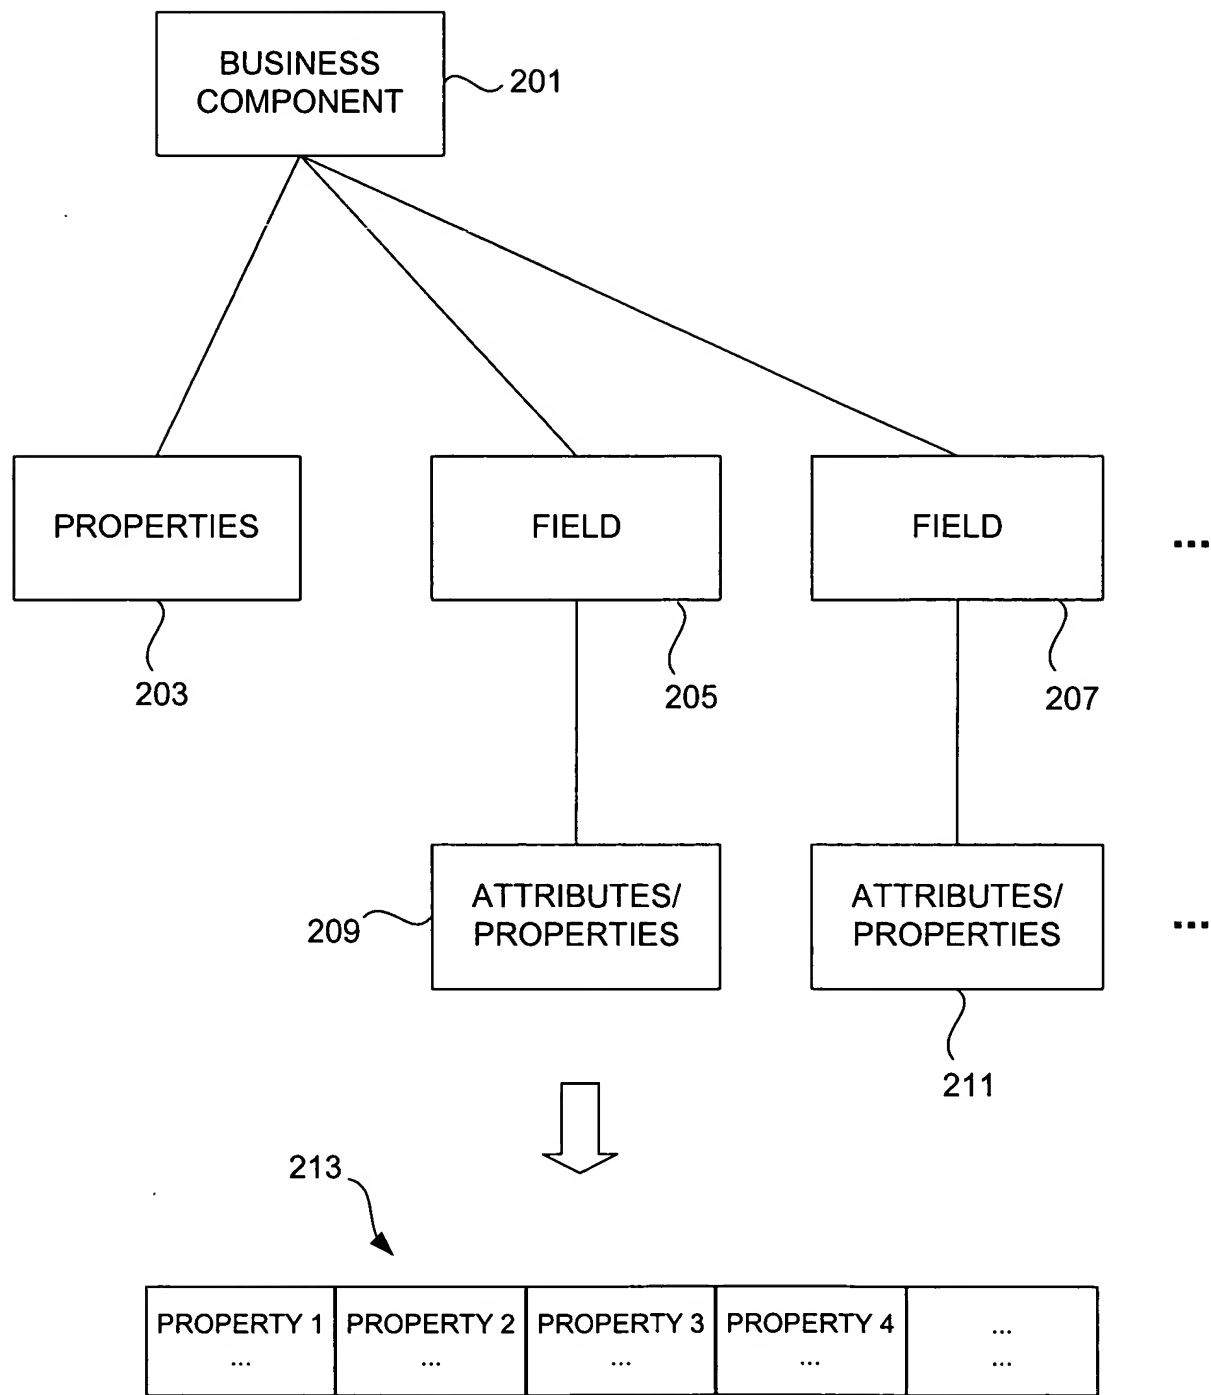 BUSINESS
COMPONENT
201
PROPERTIES
FIELD
FIELD
...
203
205
207
ATTRIBUTES/
PROPERTIES
ATTRIBUTES/
PROPERTIES
...
209
211
213
PROPERTY 1
...
PROPERTY 2
...
PROPERTY 3
...
PROPERTY 4
...
...
...